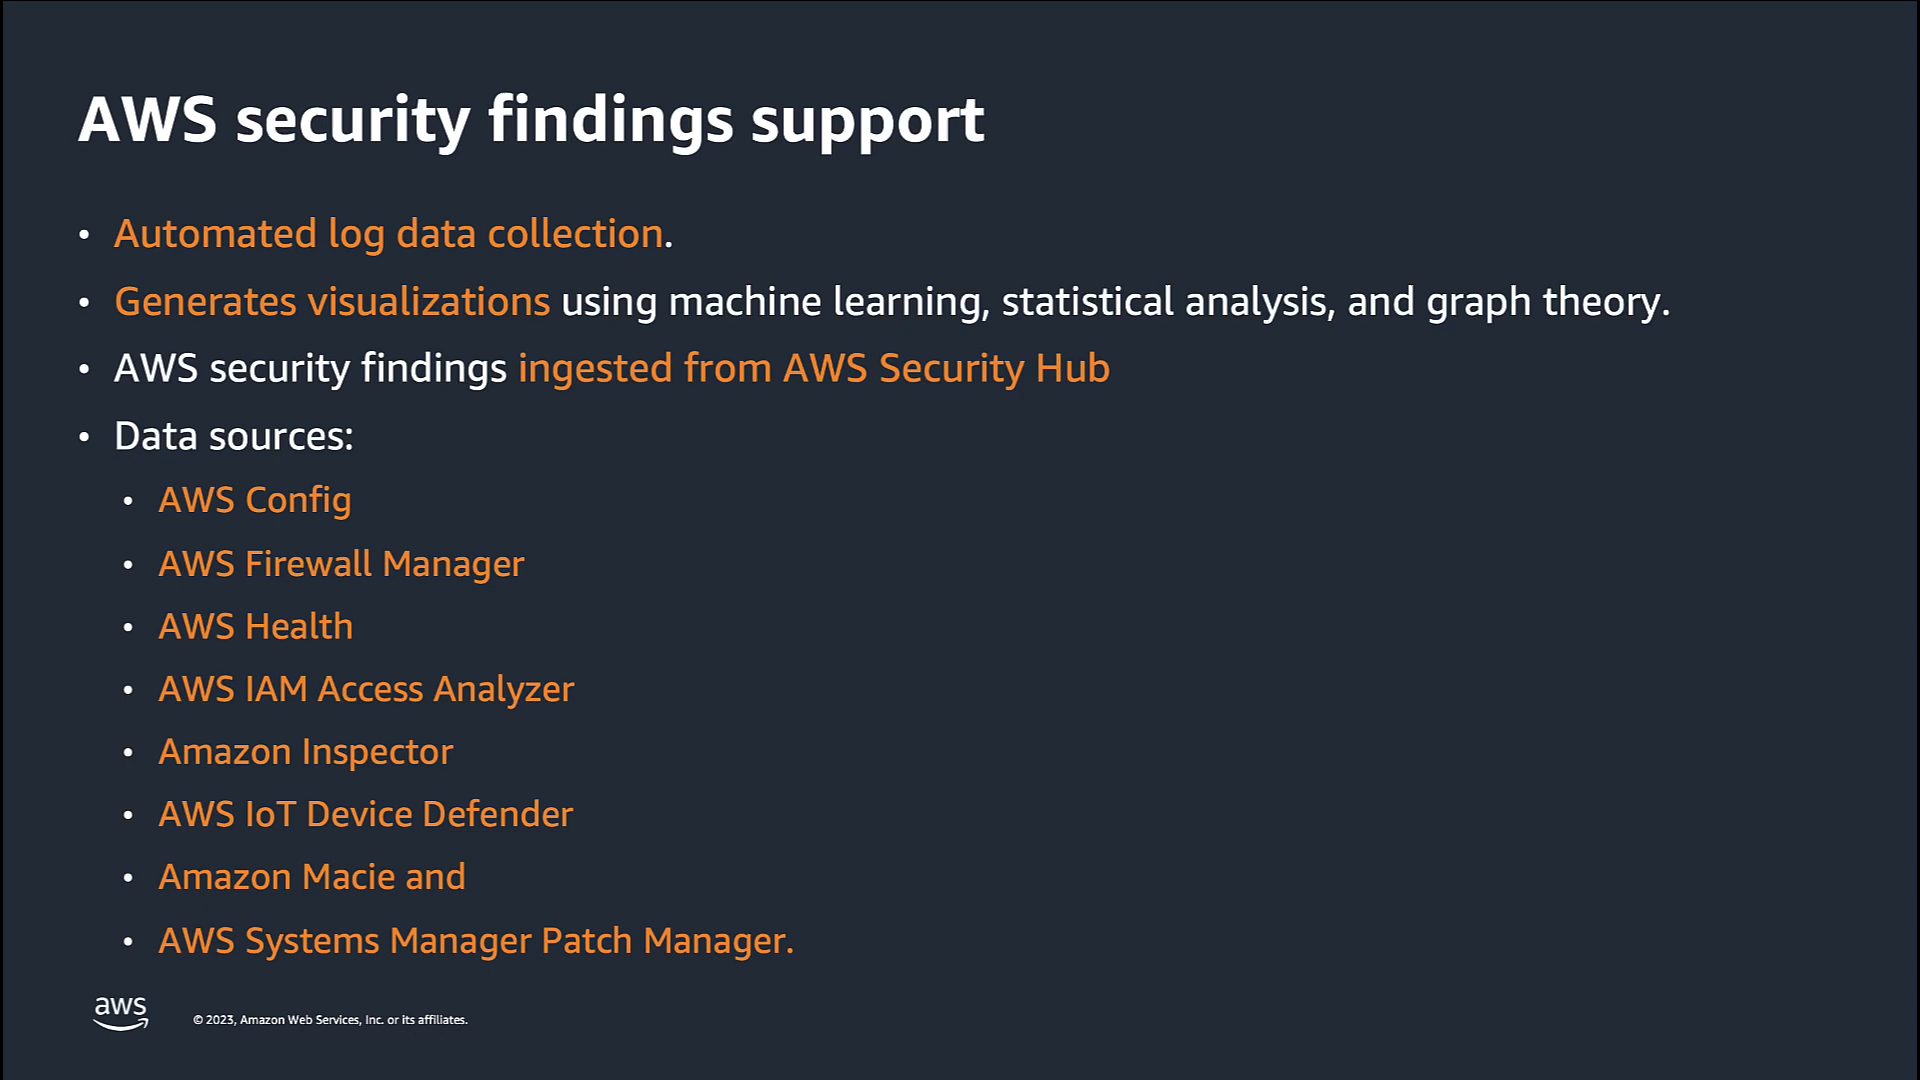 AWS security findings support
• Automated log data collection.
• Generates visualizations using machine learning, statistical analysis, and graph theory.
• AWS security findings ingested from AWS Security Hub
• Data sources:
• AWS Config
• AWS Firewall Manager
• AWS Health
• AWS IAM Access Analyzer
• Amazon Inspector
• AWS IoT Device Defender
• Amazon Macie and
• AWS Systems Manager Patch Manager.
aws
© 2023, Amazon Web Services, Inc. or its affiliates.